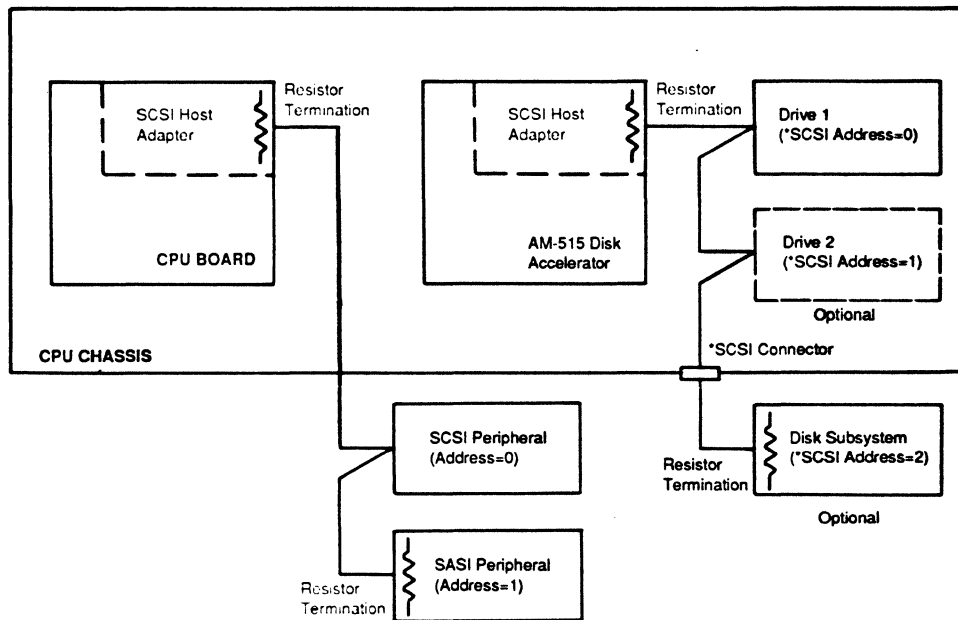 Resistor
Termination
SCSI Host
Adapter
CPU BOARD
SCSI Host
Adapter
AM-515 Disk
Accelerator
Resistor
Termination
Drive 1
(*SCSI Address=0)
Drive 2
(*SCSI Address=1)
Optional
*SCSI Connector
CPU CHASSIS
SCSI Peripheral
(Address=0)
Resistor
Termination
Disk Subsystem
(*SCSI Address=2)
Optional
SASI Peripheral
(Address=1)
Resistor
Termination